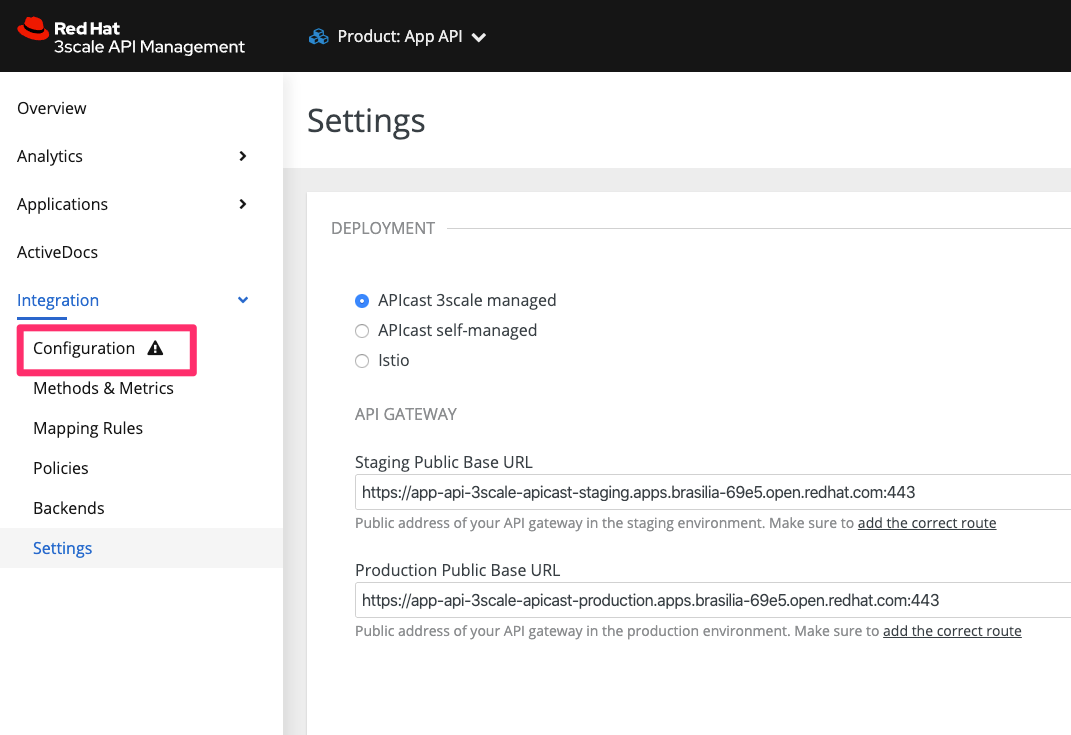 Red Hat
3scale API Management
Product: App API
Overview
Analytics
Applications
ActiveDocs
Integration
Configuration
Methods & Metrics
Mapping Rules
Policies
Backends
Settings
Settings
DEPLOYMENT
APIcast 3scale managed
APIcast self-managed
Istio
API GATEWAY
Staging Public Base URL
https://app-api-3scale-apicast-staging.apps.brasilia-69e5.open.redhat.com:443
Public address of your API gateway in the staging environment. Make sure to add the correct route
Production Public Base URL
https://app-api-3scale-apicast-production.apps.brasilia-69e5.open.redhat.com:443
Public address of your API gateway in the production environment. Make sure to add the correct route